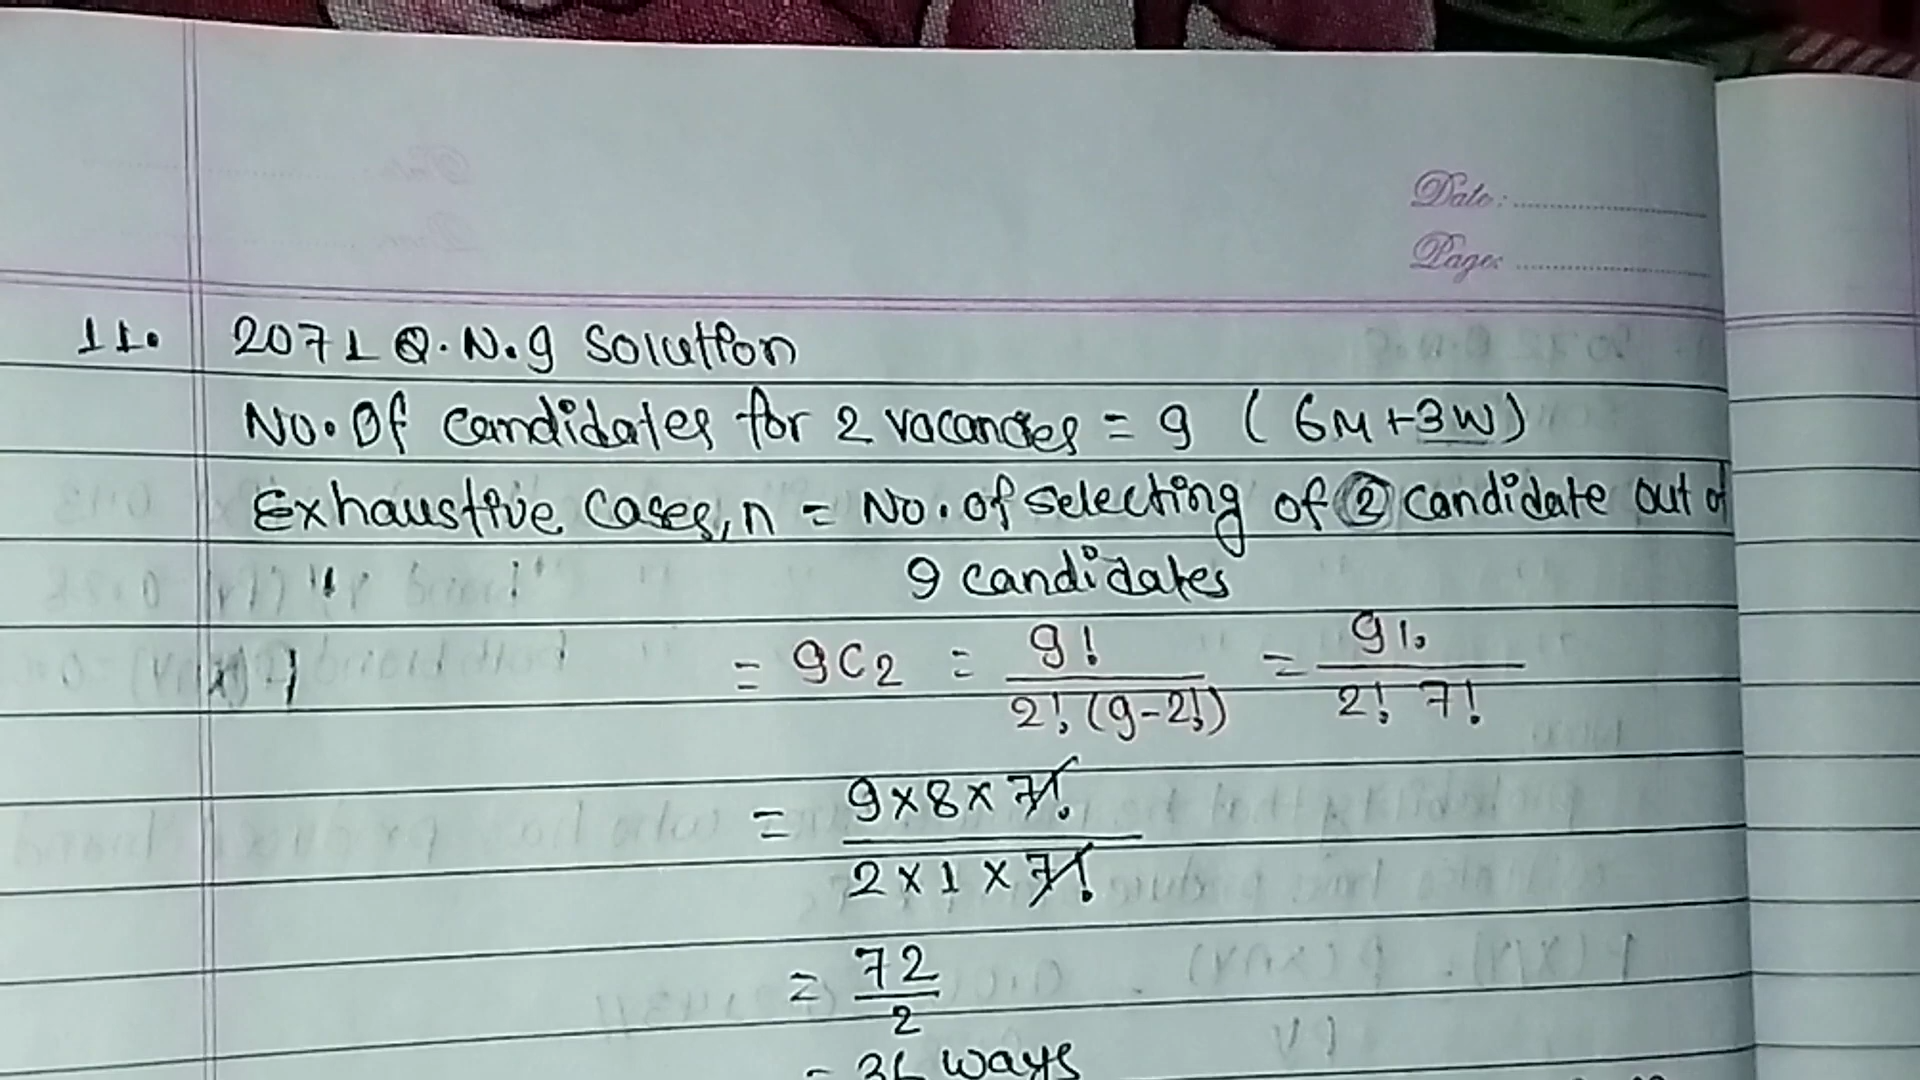 Date:
Page:
11. 2071 Q.N.9 Solution
No. Of candidates for 2 vacancies = 9 ( 6M+3W)
Exhaustive cases, n = No. of selecting of 2 candidate out of
9 candidates
= 9C2 = 9! / 2! (9-2!) = 9! / 2! 7!
= 9 x 8 x 7! / 2 x 1 x 7!
= 72 / 2
= 36 ways